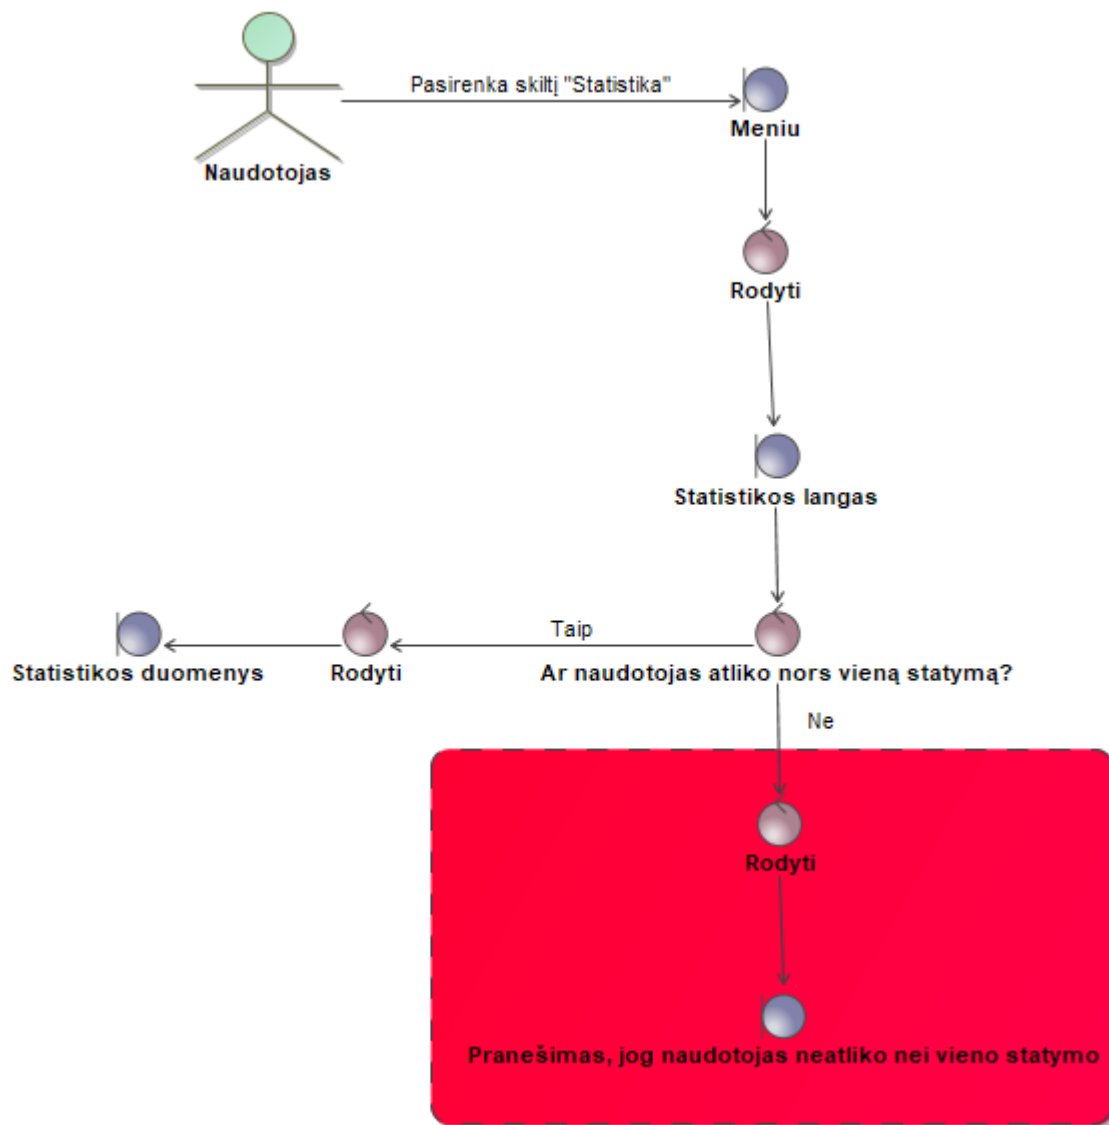 Pasirenka skiltį "Statistika"
Meniu
Naudotojas
Rodyti
Statistikos langas
Taip
Statistikos duomenys
Rodyti
Ar naudotojas atliko nors vieną statymą?
Ne
Rodyti
Pranešimas, jog naudotojas neatliko nei vieno statymo